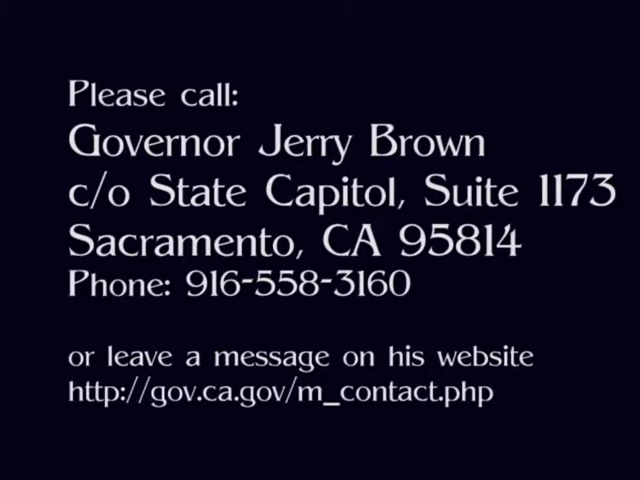 Please call:
Governor Jerry Brown
c/o State Capitol, Suite 1173
Sacramento, CA 95814
Phone: 916-558-3160
or leave a message on his website
http://gov.ca.gov/m_contact.php